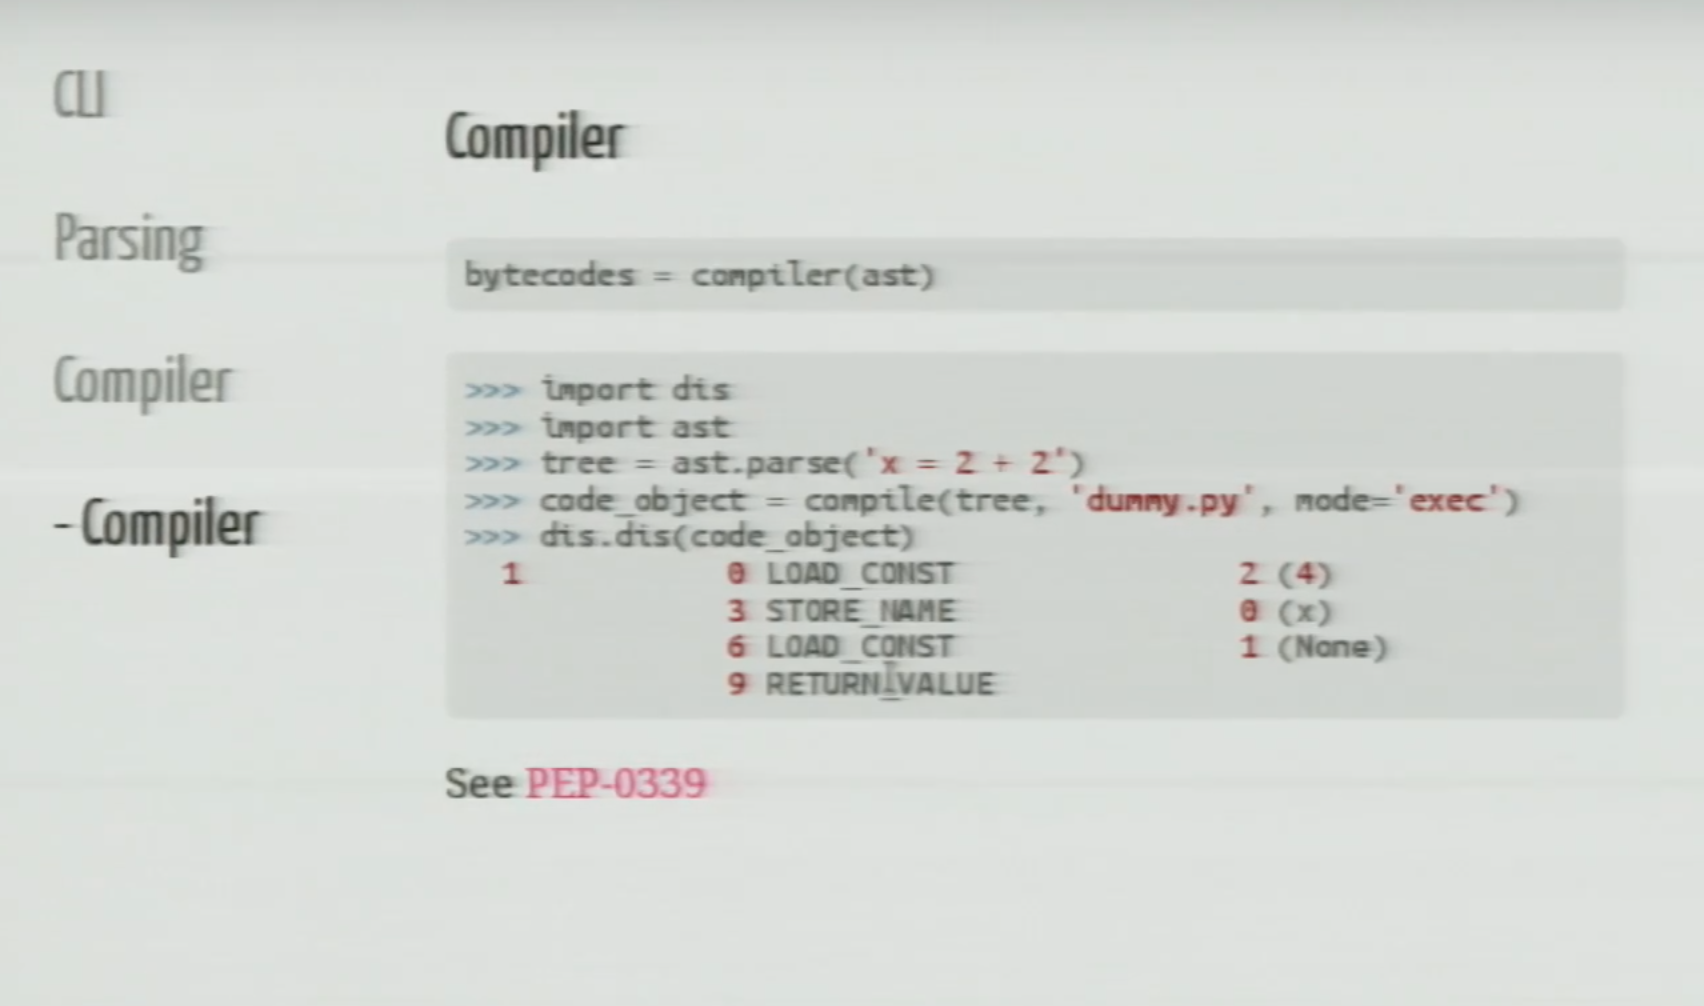 CLI
Parsing
Compiler
- Compiler
Compiler
bytecodes = compiler(ast)
>>> import dis
>>> import ast
>>> tree = ast.parse('x = 2 + 2')
>>> code_object = compile(tree, 'dummy.py', mode='exec')
>>> dis.dis(code_object)
1 0 LOAD_CONST 2 (4)
3 STORE_NAME 0 (x)
6 LOAD_CONST 1 (None)
9 RETURN_VALUE
See PEP-0339